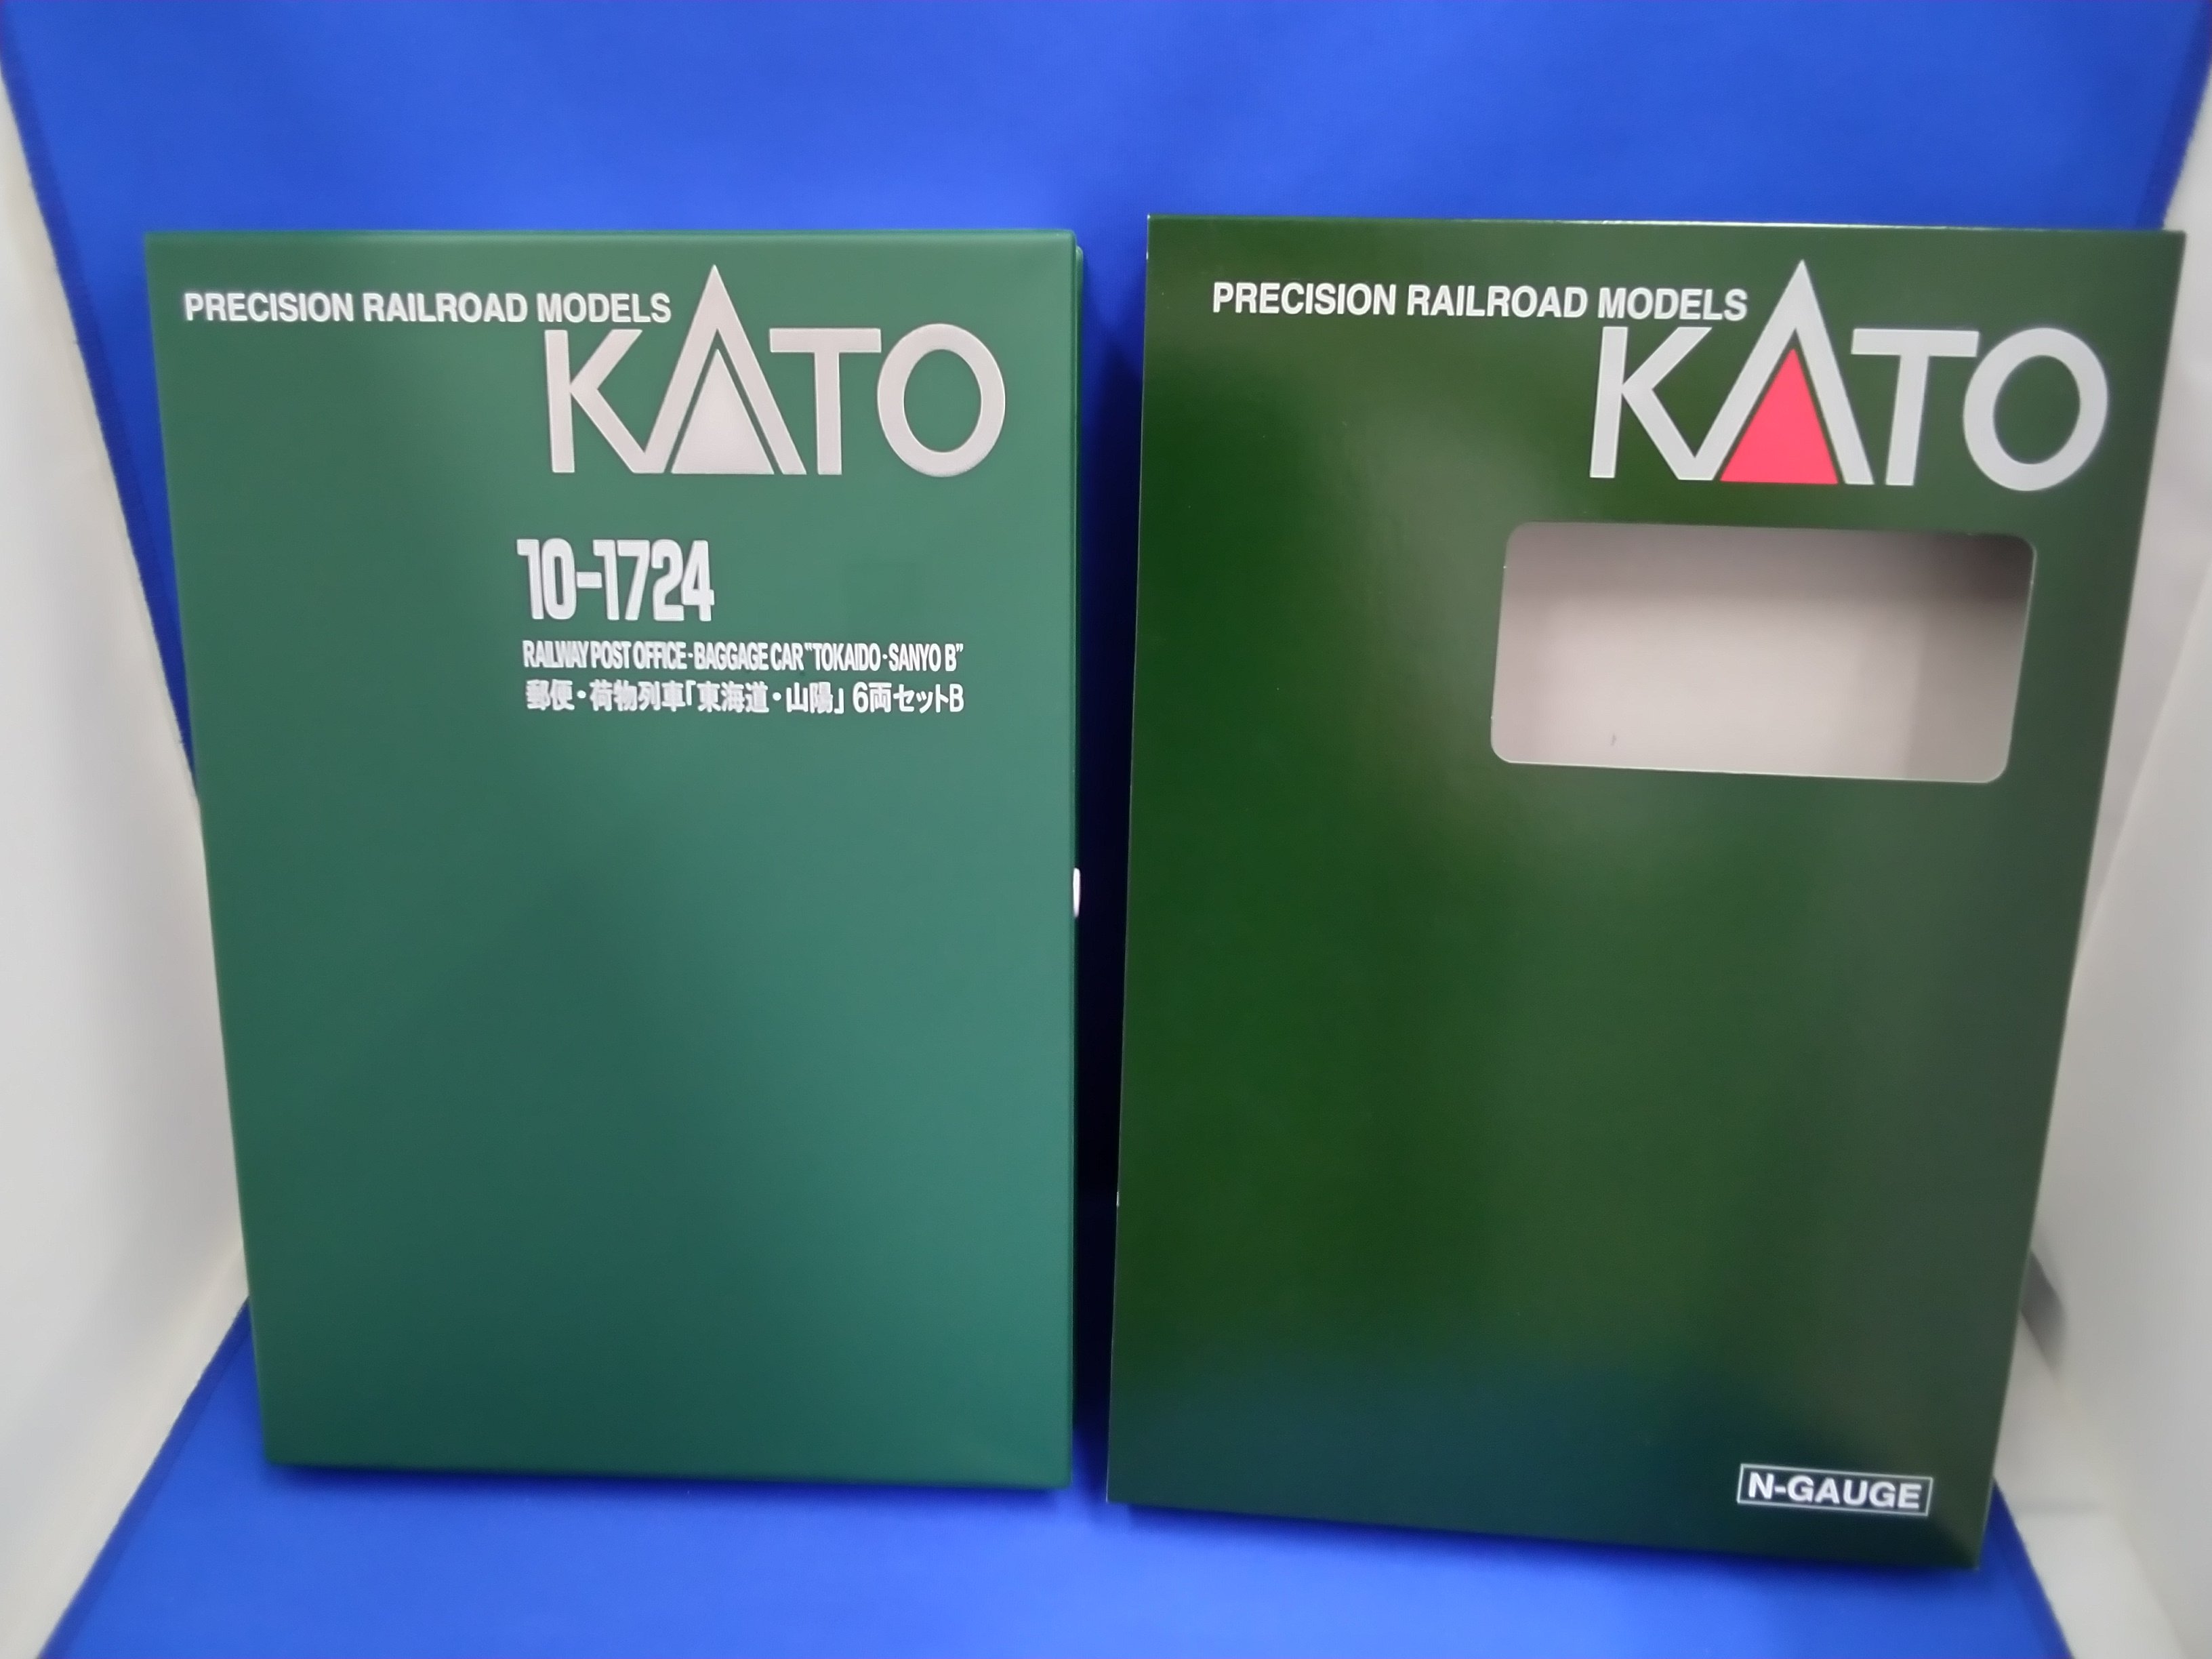 PRECISION RAILROAD MODELS
KATO
10-1724
RAILWAY POST OFFICE-BAGGAGE CAR "TOKAIDO-SANYO B"
郵便・荷物列車「東海道・山陽」 6両セットB
PRECISION RAILROAD MODELS
KATO
N-GAUGE